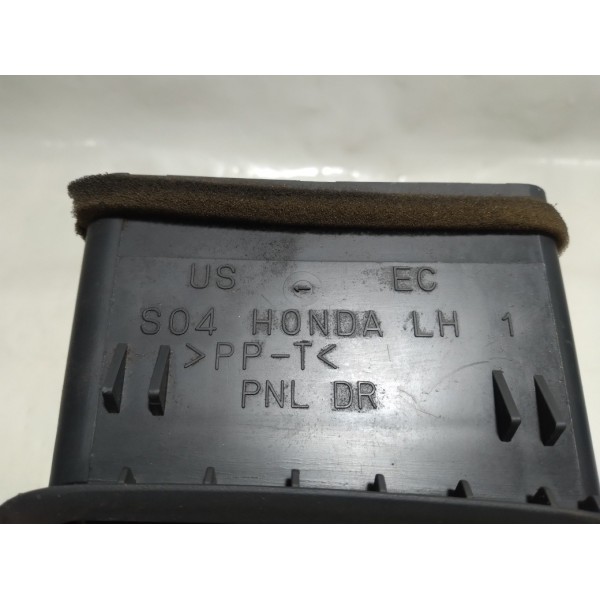 US EC
S04 HONDA LH 1
>PP-T<
PNL DR